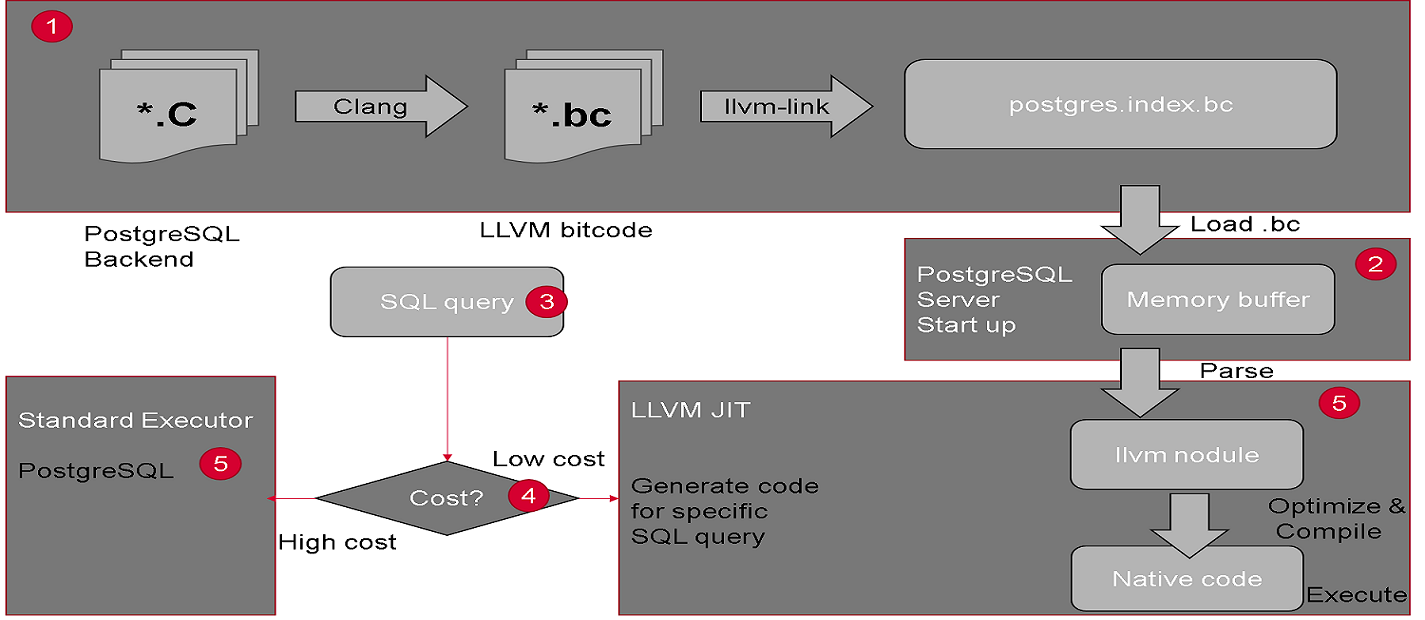 1
*.C
Clang
*.bc
llvm-link
postgres.index.bc
PostgreSQL
Backend
LLVM bitcode
Load .bc
PostgreSQL
Server
Start up
Memory buffer
2
SQL query
3
Parse
Standard Executor
PostgreSQL
5
Low cost
Cost?
4
High cost
LLVM JIT
5
Generate code
for specific
SQL query
llvm nodule
Optimize &
Compile
Native code
Execute